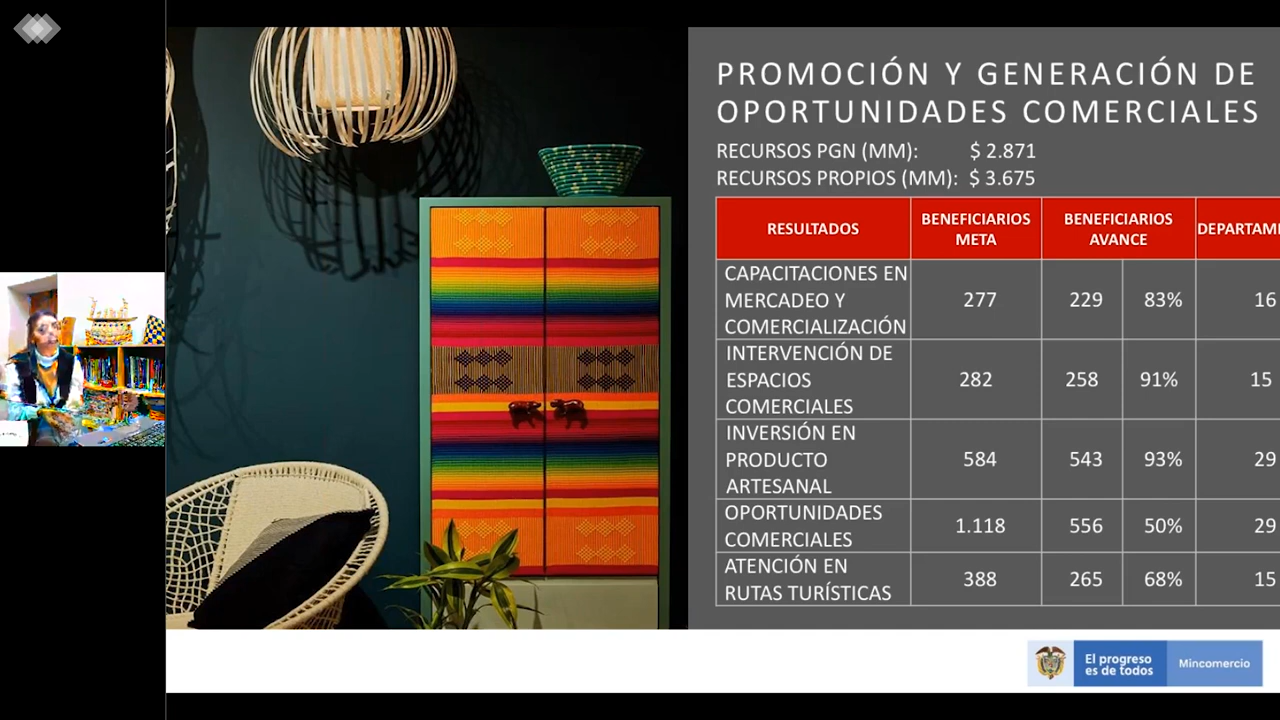 PROMOCIÓN Y GENERACIÓN DE
OPORTUNIDADES COMERCIALES
RECURSOS PGN (MM): $ 2.871
RECURSOS PROPIOS (MM): $ 3.675
RESULTADOS
BENEFICIARIOS
META
BENEFICIARIOS
AVANCE
DEPARTAM
CAPACITACIONES EN
MERCADEO Y
COMERCIALIZACIÓN
277
229
83%
16
INTERVENCIÓN DE
ESPACIOS
COMERCIALES
282
258
91%
15
INVERSIÓN EN
PRODUCTO
ARTESANAL
584
543
93%
29
OPORTUNIDADES
COMERCIALES
1.118
556
50%
29
ATENCIÓN EN
RUTAS TURÍSTICAS
388
265
68%
15
El progreso
es de todos
Mincomercio